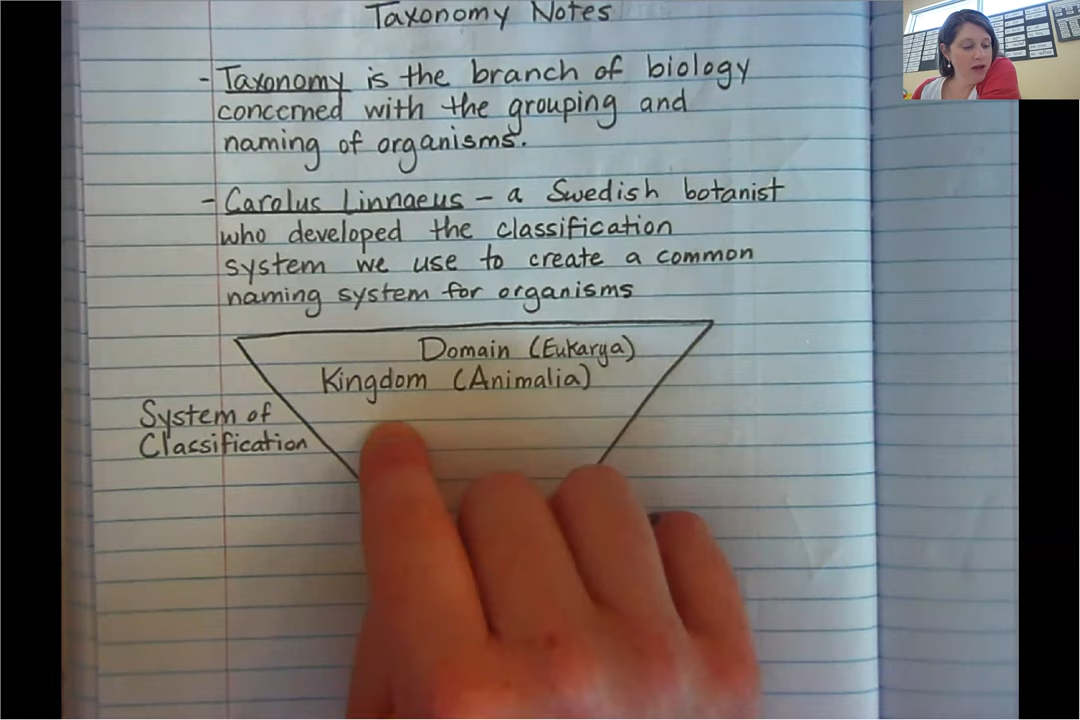 Taxonomy Notes
- Taxonomy is the branch of biology
concerned with the grouping and
naming of organisms.
- Carolus Linnaeus - a Swedish botanist
who developed the classification
system we use to create a common
naming system for organisms
Domain (Eukarya)
Kingdom (Animalia)
System of
Classification